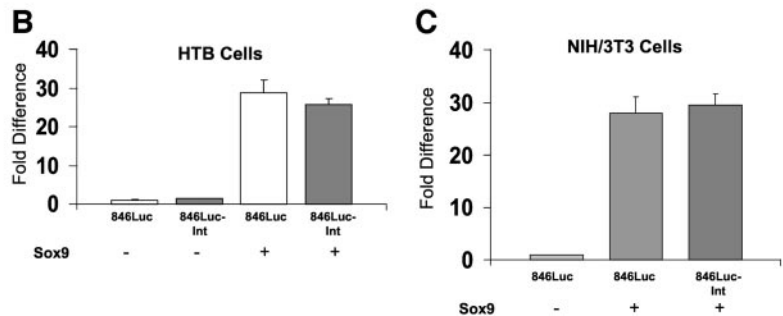 B
HTB Cells
Fold Difference
40
30
20
10
0
846Luc 846Luc-Int 846Luc 846Luc-Int
Sox9 - - + +
C
NIH/3T3 Cells
Fold Difference
40
30
20
10
0
846Luc 846Luc 846Luc-Int
Sox9 - + +